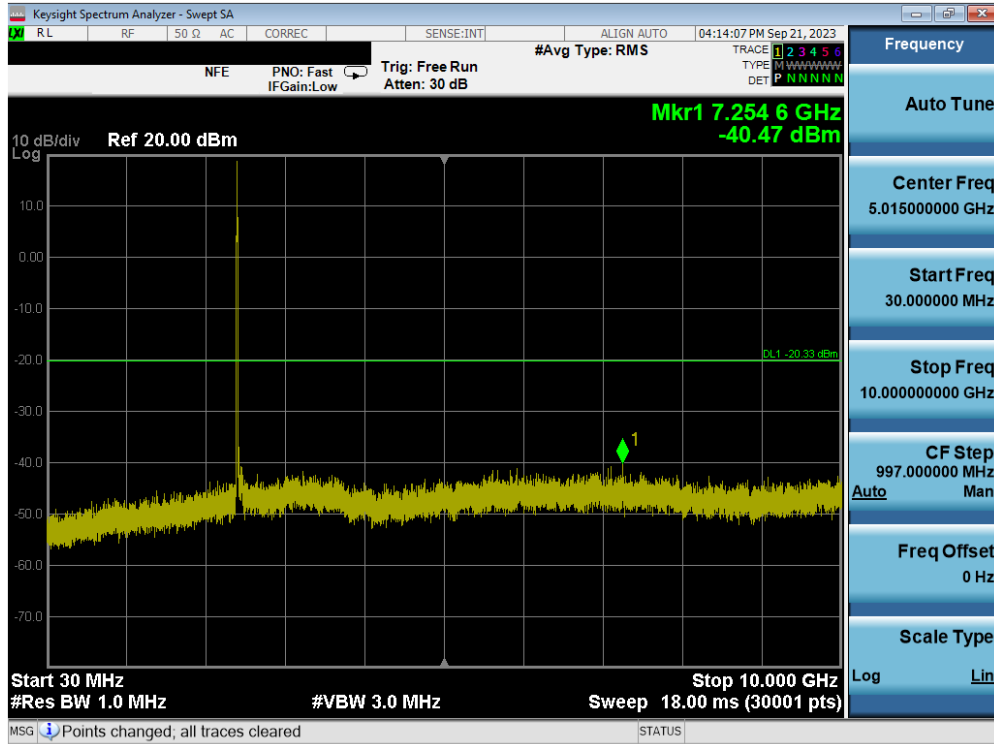 Keysight Spectrum Analyzer - Swept SA
LXI RL RF 50 Ω AC CORREC SENSE:INT ALIGN AUTO 04:14:07 PM Sep 21, 2023
NFE PNO: Fast IFGain:Low Trig: Free Run Atten: 30 dB #Avg Type: RMS
TRACE 1 2 3 4 5 6
TYPE M WWWWW
DET P N N N N N
Mkr1 7.254 6 GHz
-40.47 dBm
10 dB/div Ref 20.00 dBm
Log
10.0
0.00
-10.0
-20.0
DL1 -20.33 dBm
-30.0
1
-40.0
-50.0
-60.0
-70.0
Start 30 MHz Stop 10.000 GHz
#Res BW 1.0 MHz #VBW 3.0 MHz Sweep 18.00 ms (30001 pts)
MSG Points changed; all traces cleared STATUS
Frequency
Auto Tune
Center Freq
5.015000000 GHz
Start Freq
30.000000 MHz
Stop Freq
10.000000000 GHz
CF Step
997.000000 MHz
Auto Man
Freq Offset
0 Hz
Scale Type
Log Lin